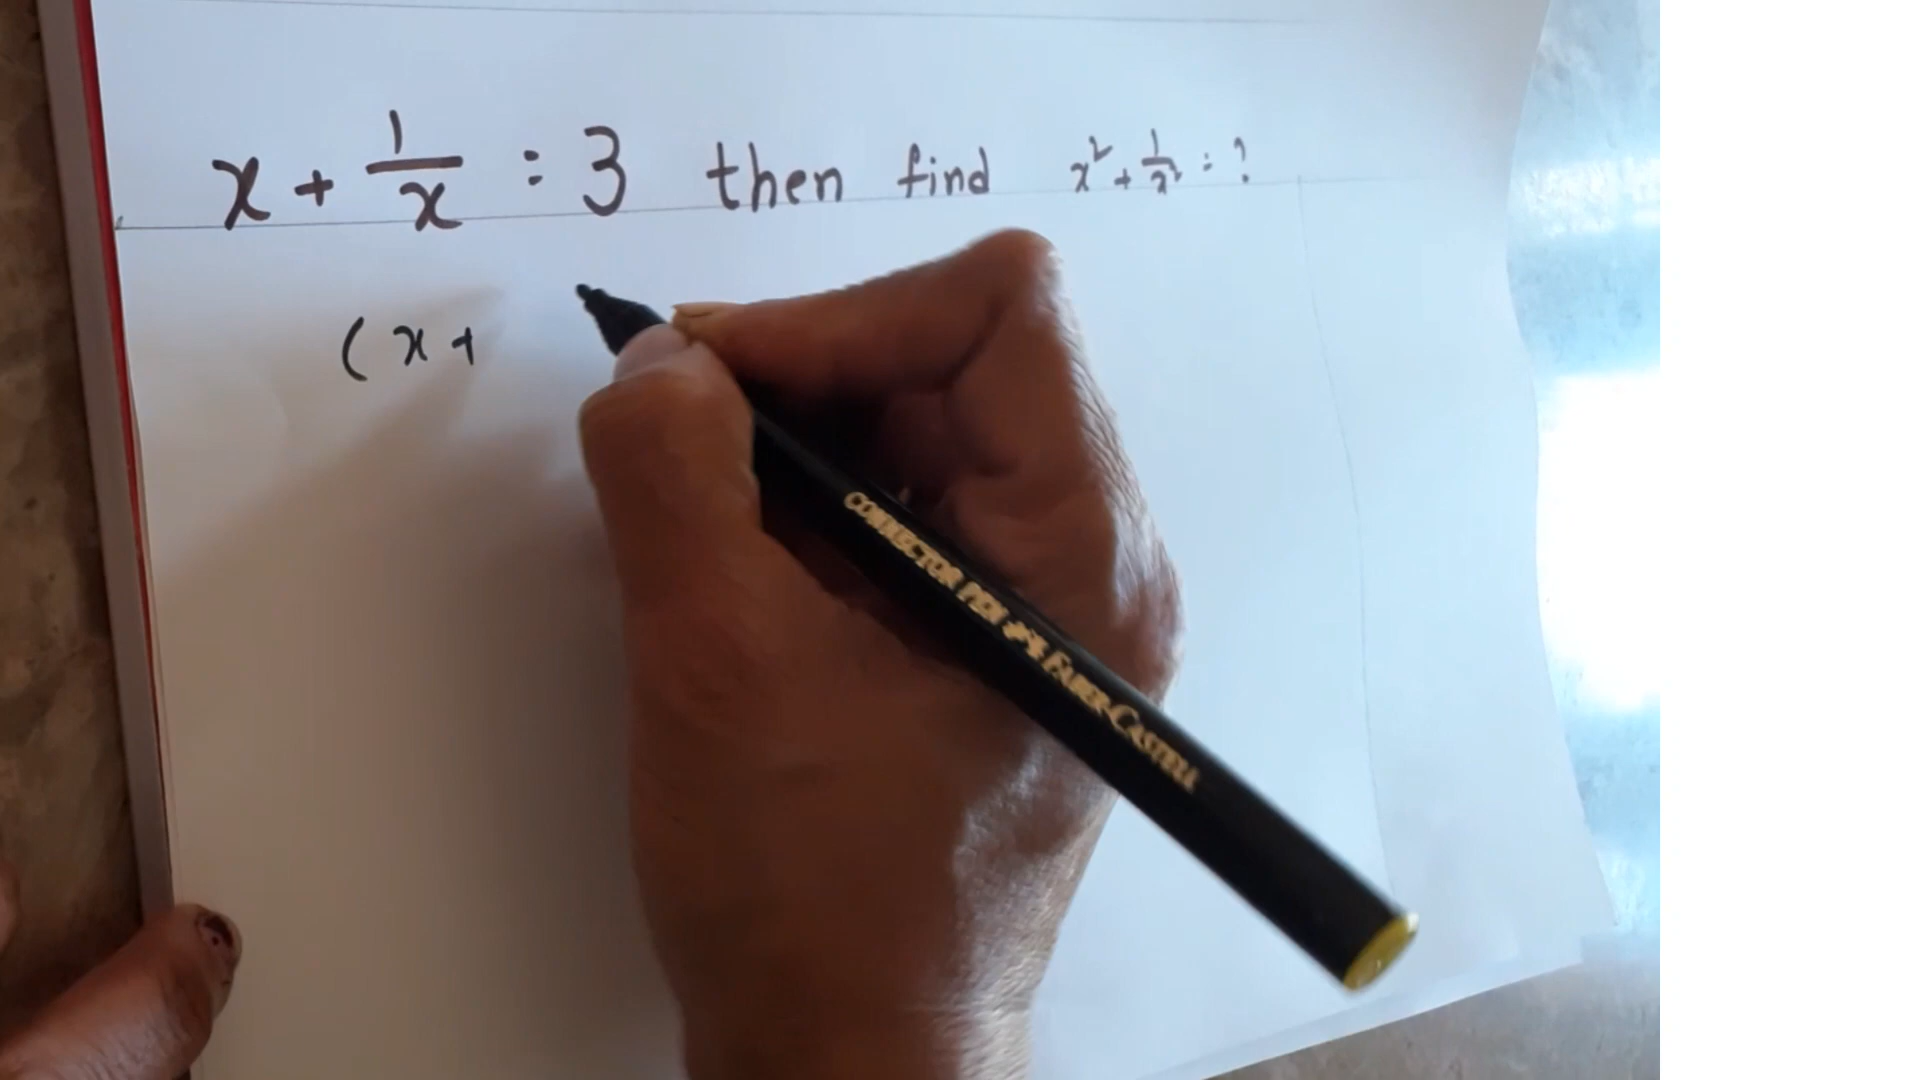 x + 1/x = 3 then find x² + 1/x² = ?
( x +
CONNECTOR PEN FABER-CASTELL